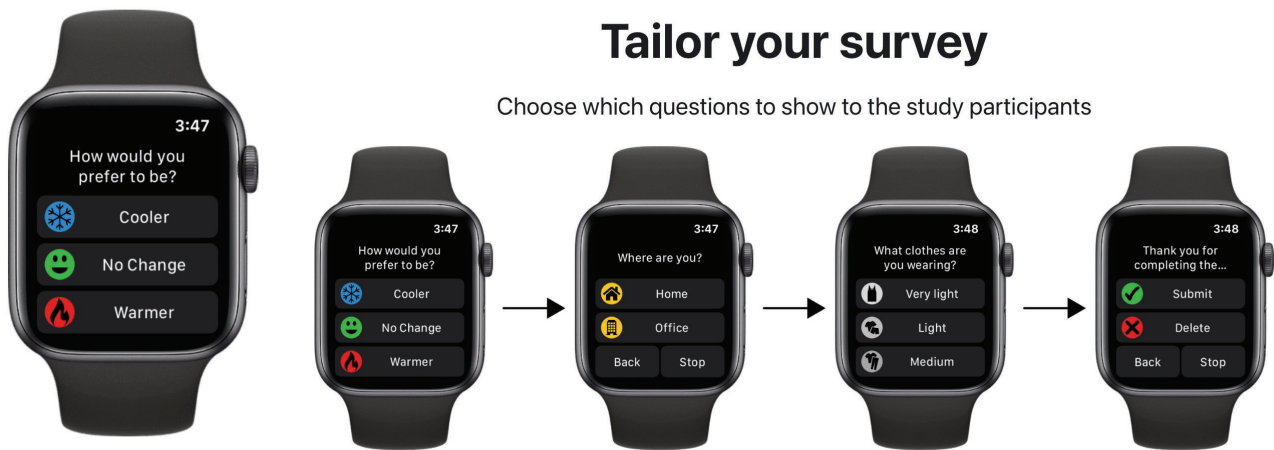 3:47
How would you
prefer to be?
Cooler
No Change
Warmer
Tailor your survey
Choose which questions to show to the study participants
3:47
How would you
prefer to be?
Cooler
No Change
Warmer
3:47
Where are you?
Home
Office
Back Stop
3:48
What clothes are
you wearing?
Very light
Light
Medium
3:48
Thank you for
completing the...
Submit
Delete
Back Stop